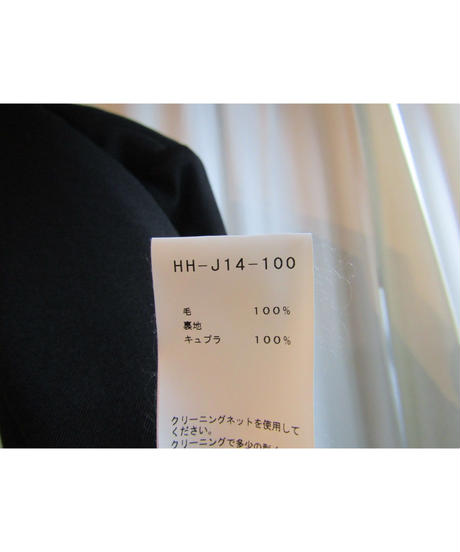 HH-J14-100
毛 100%
裏地
キュプラ 100%
クリーニングネットを使用して
ください。
クリーニングで多少の